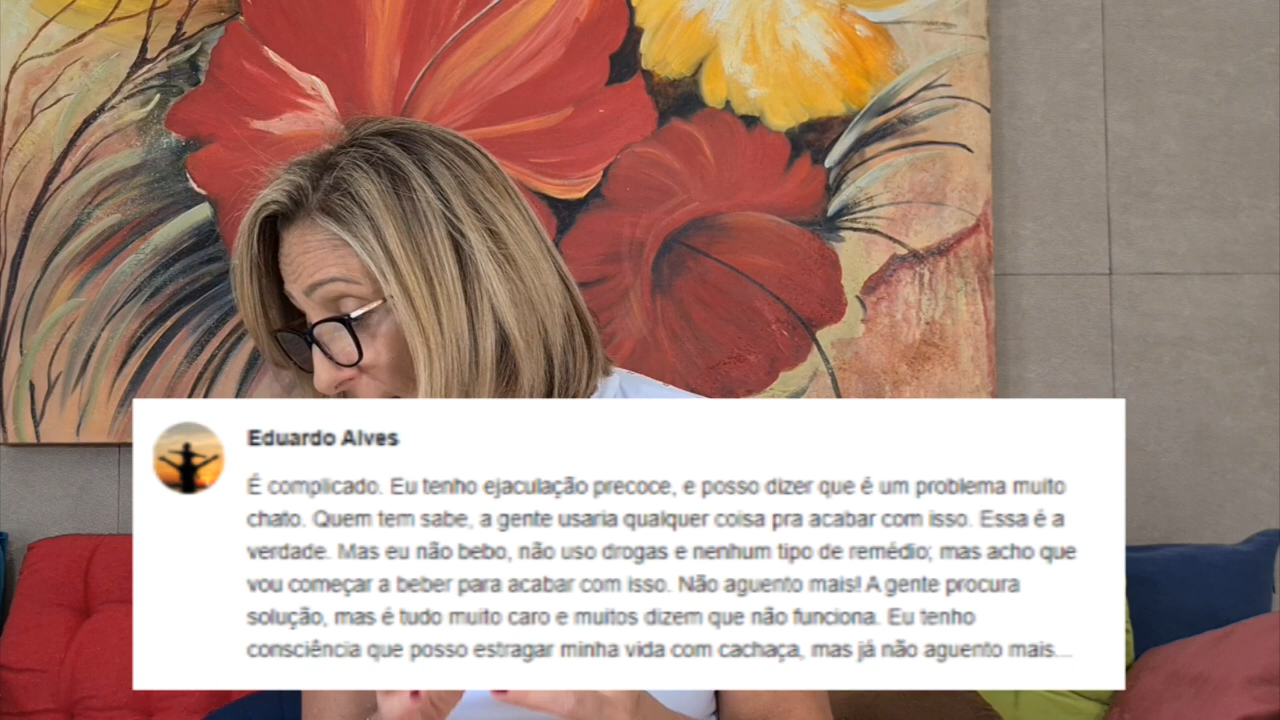 Eduardo Alves
É complicado. Eu tenho ejaculação precoce, e posso dizer que é um problema muito
chato. Quem tem sabe, a gente usaria qualquer coisa pra acabar com isso. Essa é a
verdade. Mas eu não bebo, não uso drogas e nenhum tipo de remédio; mas acho que
vou começar a beber para acabar com isso. Não aguento mais! A gente procura
solução, mas é tudo muito caro e muitos dizem que não funciona. Eu tenho
consciência que posso estragar minha vida com cachaça, mas já não aguento mais...